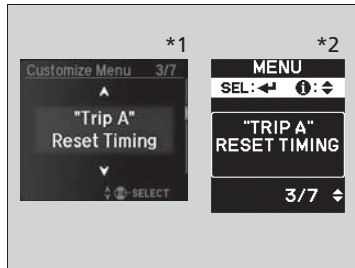 *1
*2
Customize Menu 3/7
"Trip A"
Reset Timing
-SELECT
MENU
SEL: :
"TRIP A"
RESET TIMING
3/7